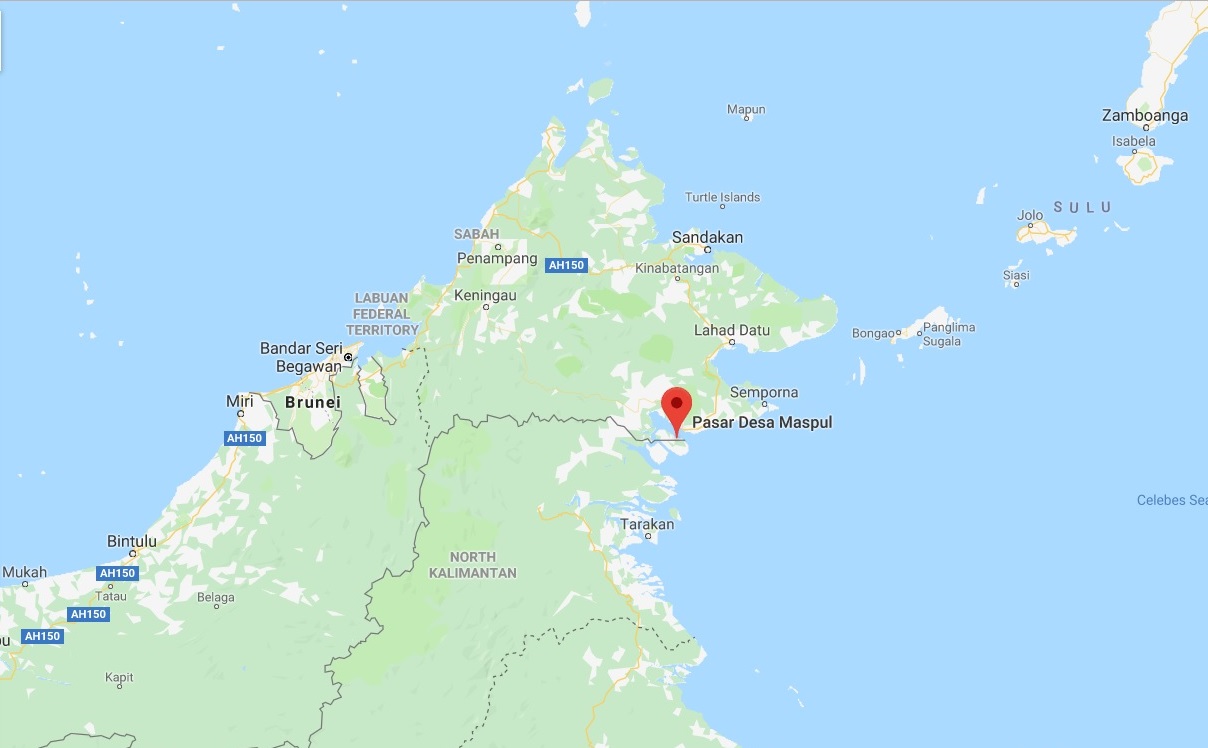 Mapun
Zamboanga
Isabela
Turtle Islands
SULU
Jolo
SABAH
Penampang
AH150
Sandakan
Kinabatangan
Siasi
Keningau
LABUAN
FEDERAL
TERRITORY
Lahad Datu
Bongao
Panglima
Sugala
Bandar Seri
Begawan
Semporna
Miri
Brunei
Pasar Desa Maspul
AH150
Celebes Sea
Tarakan
Bintulu
NORTH
KALIMANTAN
Mukah
AH150
Tatau
Belaga
AH150
AH150
Kapit